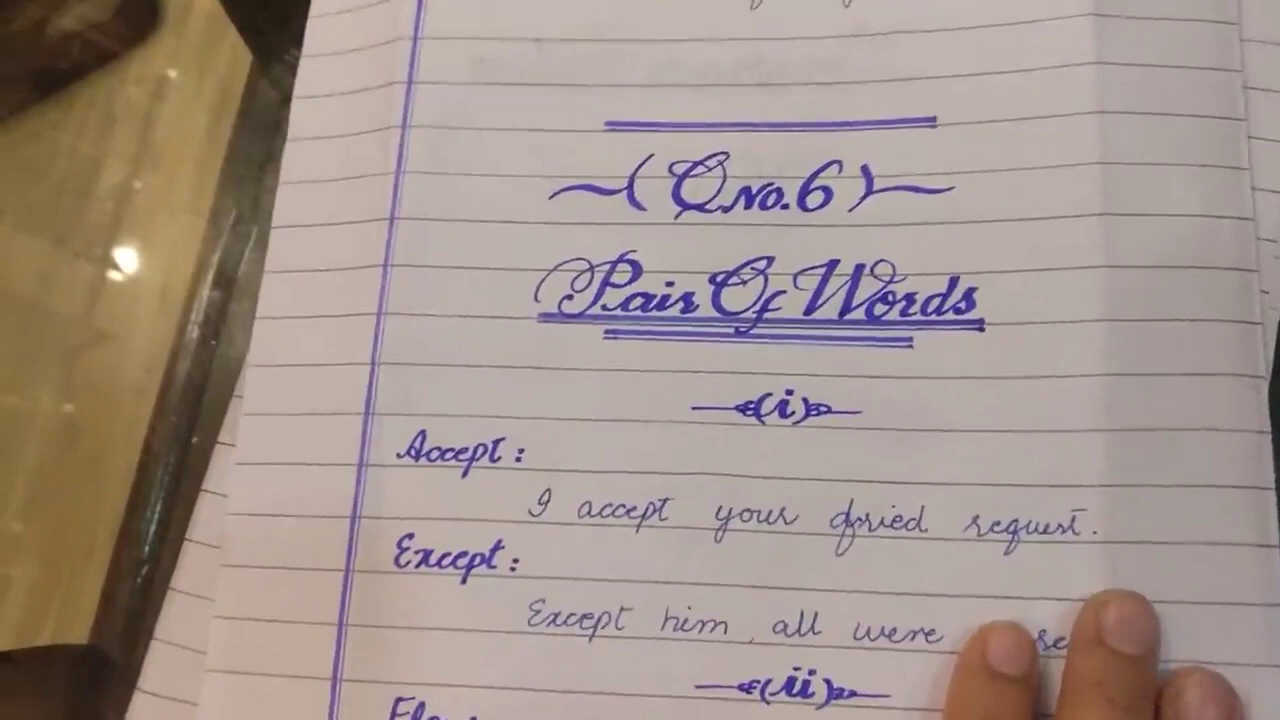 (Q No. 6)
Pair Of Words
(i)
Accept:
I accept your fried request.
Except:
Except him, all were
(ii)